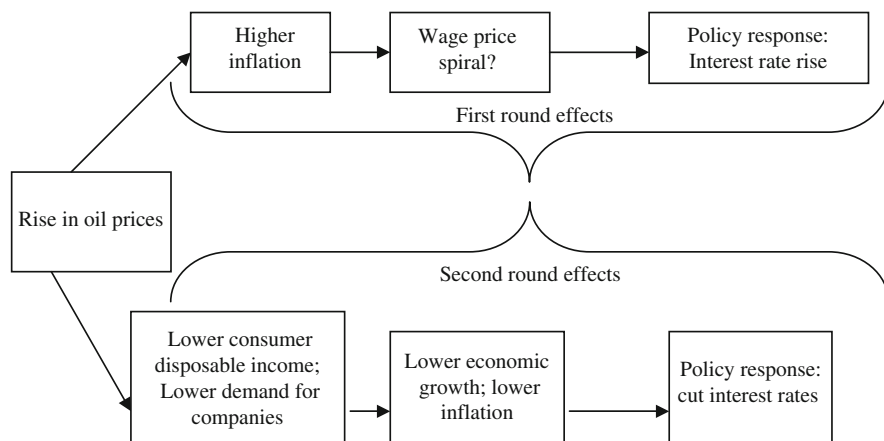 Higher
inflation
Wage price
spiral?
Policy response:
Interest rate rise
First round effects
Rise in oil prices
Second round effects
Lower consumer
disposable income;
Lower demand for
companies
Lower economic
growth; lower
inflation
Policy response:
cut interest rates